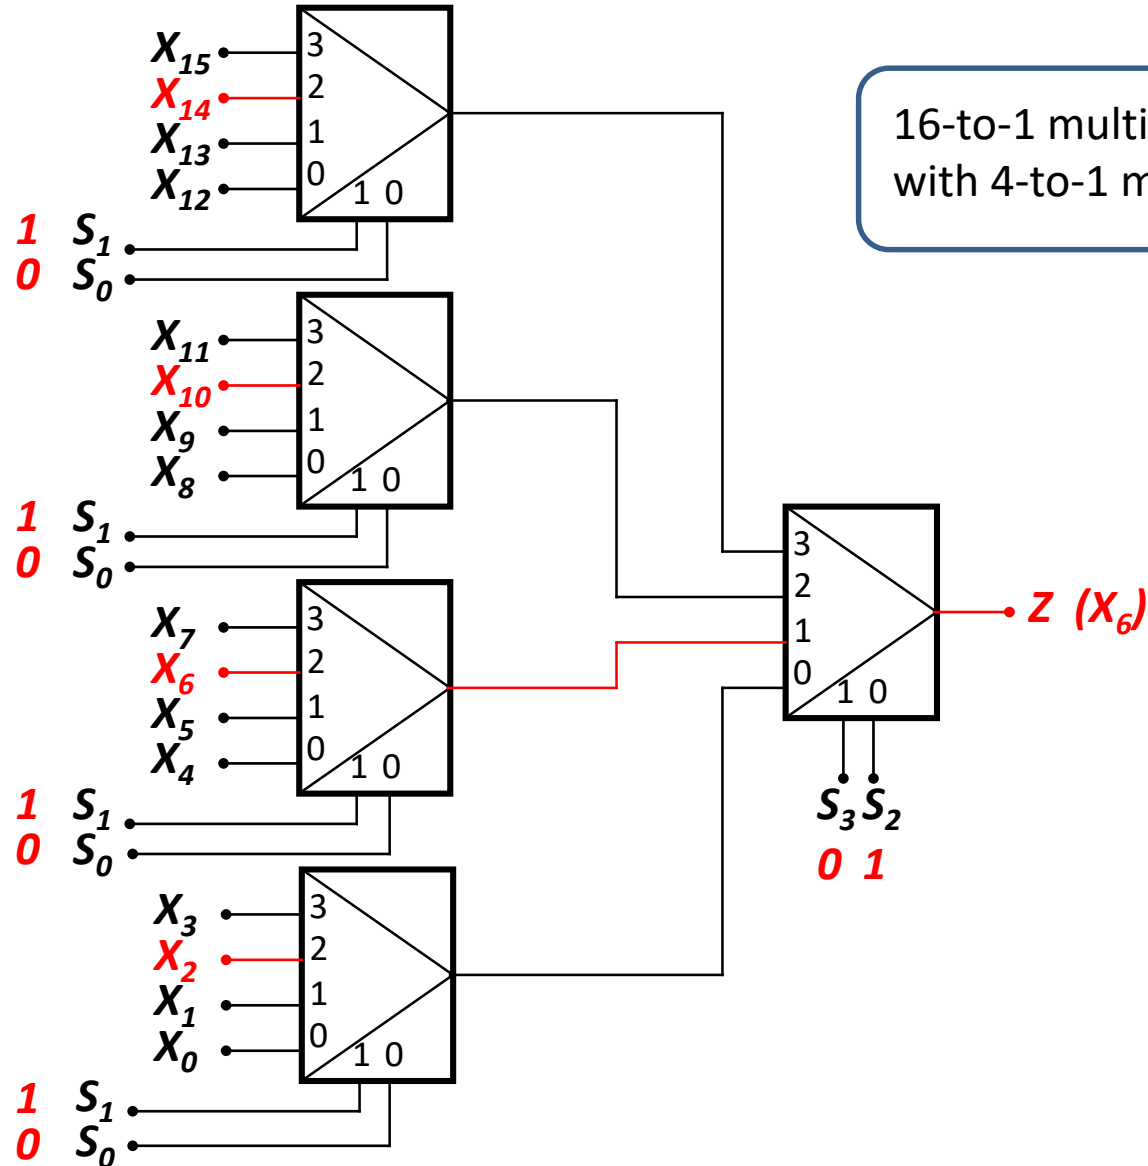 X15 3
X14 2
X13 1
X12 0
1 0
1 S1
0 S0
16-to-1 multi
with 4-to-1 m
X11 3
X10 2
X9 1
X8 0
1 0
1 S1
0 S0
X7 3
X6 2
X5 1
X4 0
1 0
1 S1
0 S0
X3 3
X2 2
X1 1
X0 0
1 0
1 S1
0 S0
3
2
1
0
1 0
Z (X6)
S3 S2
0 1